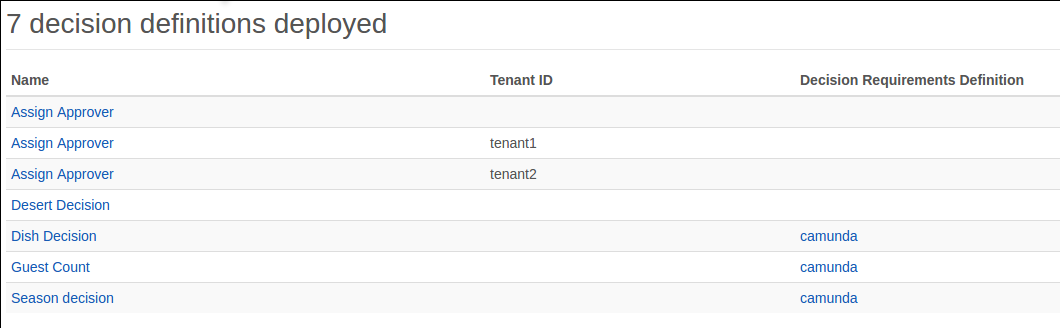 7 decision definitions deployed
Name Tenant ID Decision Requirements Definition
Assign Approver
Assign Approver tenant1
Assign Approver tenant2
Desert Decision
Dish Decision camunda
Guest Count camunda
Season decision camunda